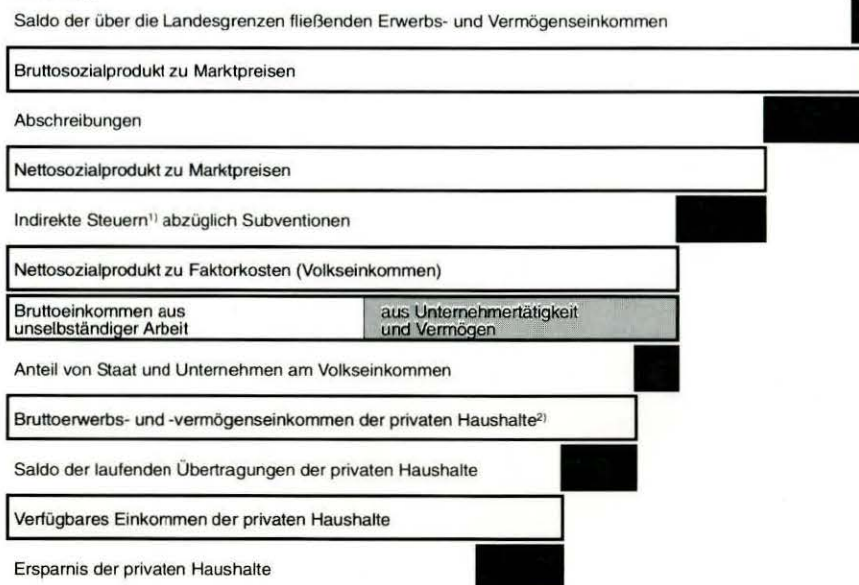 Saldo der über die Landesgrenzen fließenden Erwerbs- und Vermögenseinkommen
Bruttosozialprodukt zu Marktpreisen
Abschreibungen
Nettosozialprodukt zu Marktpreisen
Indirekte Steuern¹⁾ abzüglich Subventionen
Nettosozialprodukt zu Faktorkosten (Volkseinkommen)
Bruttoeinkommen aus
unselbständiger Arbeit
aus Unternehmertätigkeit
und Vermögen
Anteil von Staat und Unternehmen am Volkseinkommen
Bruttoerwerbs- und -vermögenseinkommen der privaten Haushalte²⁾
Saldo der laufenden Übertragungen der privaten Haushalte
Verfügbares Einkommen der privaten Haushalte
Ersparnis der privaten Haushalte